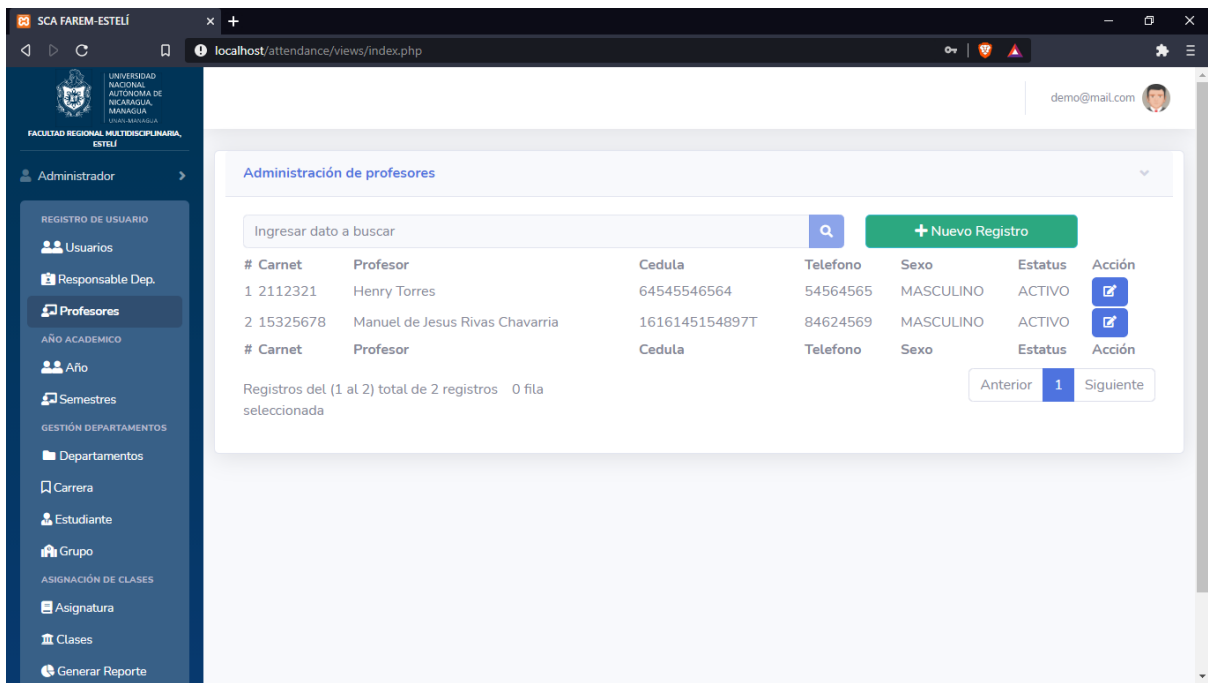 SCA FAREM-ESTELÍ
localhost/attendance/views/index.php
UNIVERSIDAD
NACIONAL
AUTÓNOMA DE
NICARAGUA,
MANAGUA
UNAN-MANAGUA
FACULTAD REGIONAL MULTIDISCIPLINARIA,
ESTELÍ
Administrador
REGISTRO DE USUARIO
Usuarios
Responsable Dep.
Profesores
AÑO ACADEMICO
Año
Semestres
GESTIÓN DEPARTAMENTOS
Departamentos
Carrera
Estudiante
Grupo
ASIGNACIÓN DE CLASES
Asignatura
Clases
Generar Reporte
demo@mail.com
Administración de profesores
Ingresar dato a buscar
Nuevo Registro
# Carnet Profesor Cedula Telefono Sexo Estatus Acción
1 2112321 Henry Torres 64545546564 54564565 MASCULINO ACTIVO
2 15325678 Manuel de Jesus Rivas Chavarria 1616145154897T 84624569 MASCULINO ACTIVO
# Carnet Profesor Cedula Telefono Sexo Estatus Acción
Registros del (1 al 2) total de 2 registros 0 fila
seleccionada
Anterior 1 Siguiente